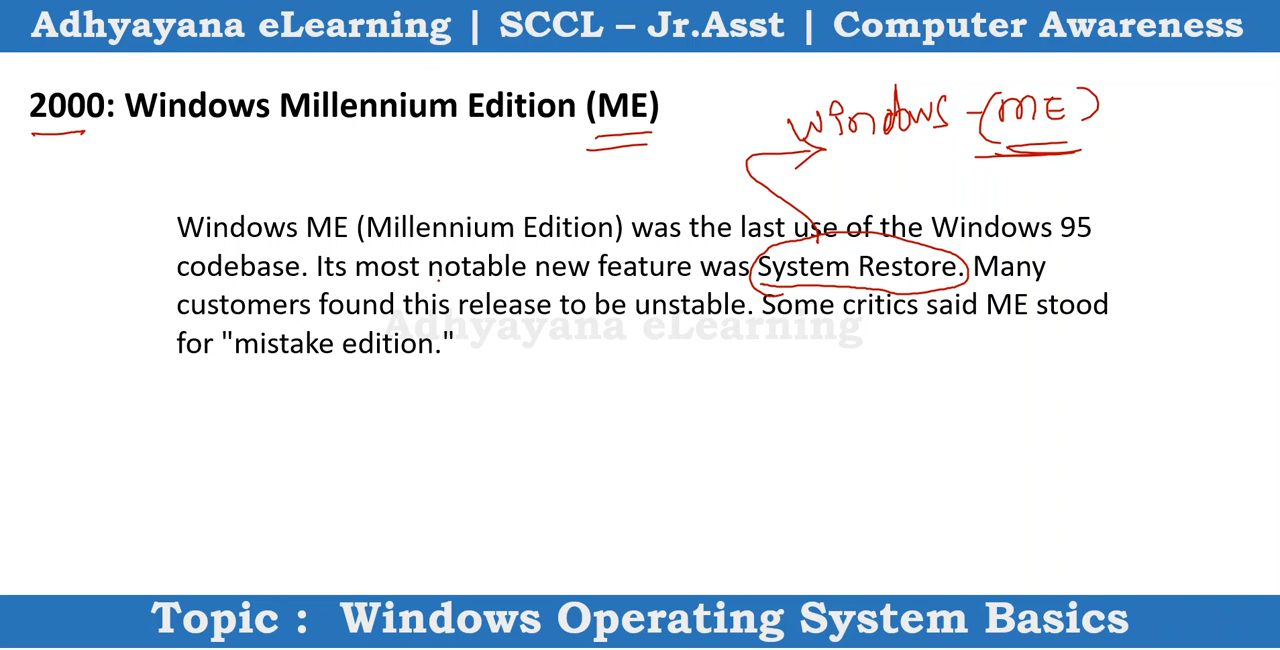 Adhyayana eLearning | SCCL – Jr.Asst | Computer Awareness
2000: Windows Millennium Edition (ME)
Windows - (ME)
Windows ME (Millennium Edition) was the last use of the Windows 95
codebase. Its most notable new feature was System Restore. Many
customers found this release to be unstable. Some critics said ME stood
for "mistake edition."
Adhyayana eLearning
Topic : Windows Operating System Basics